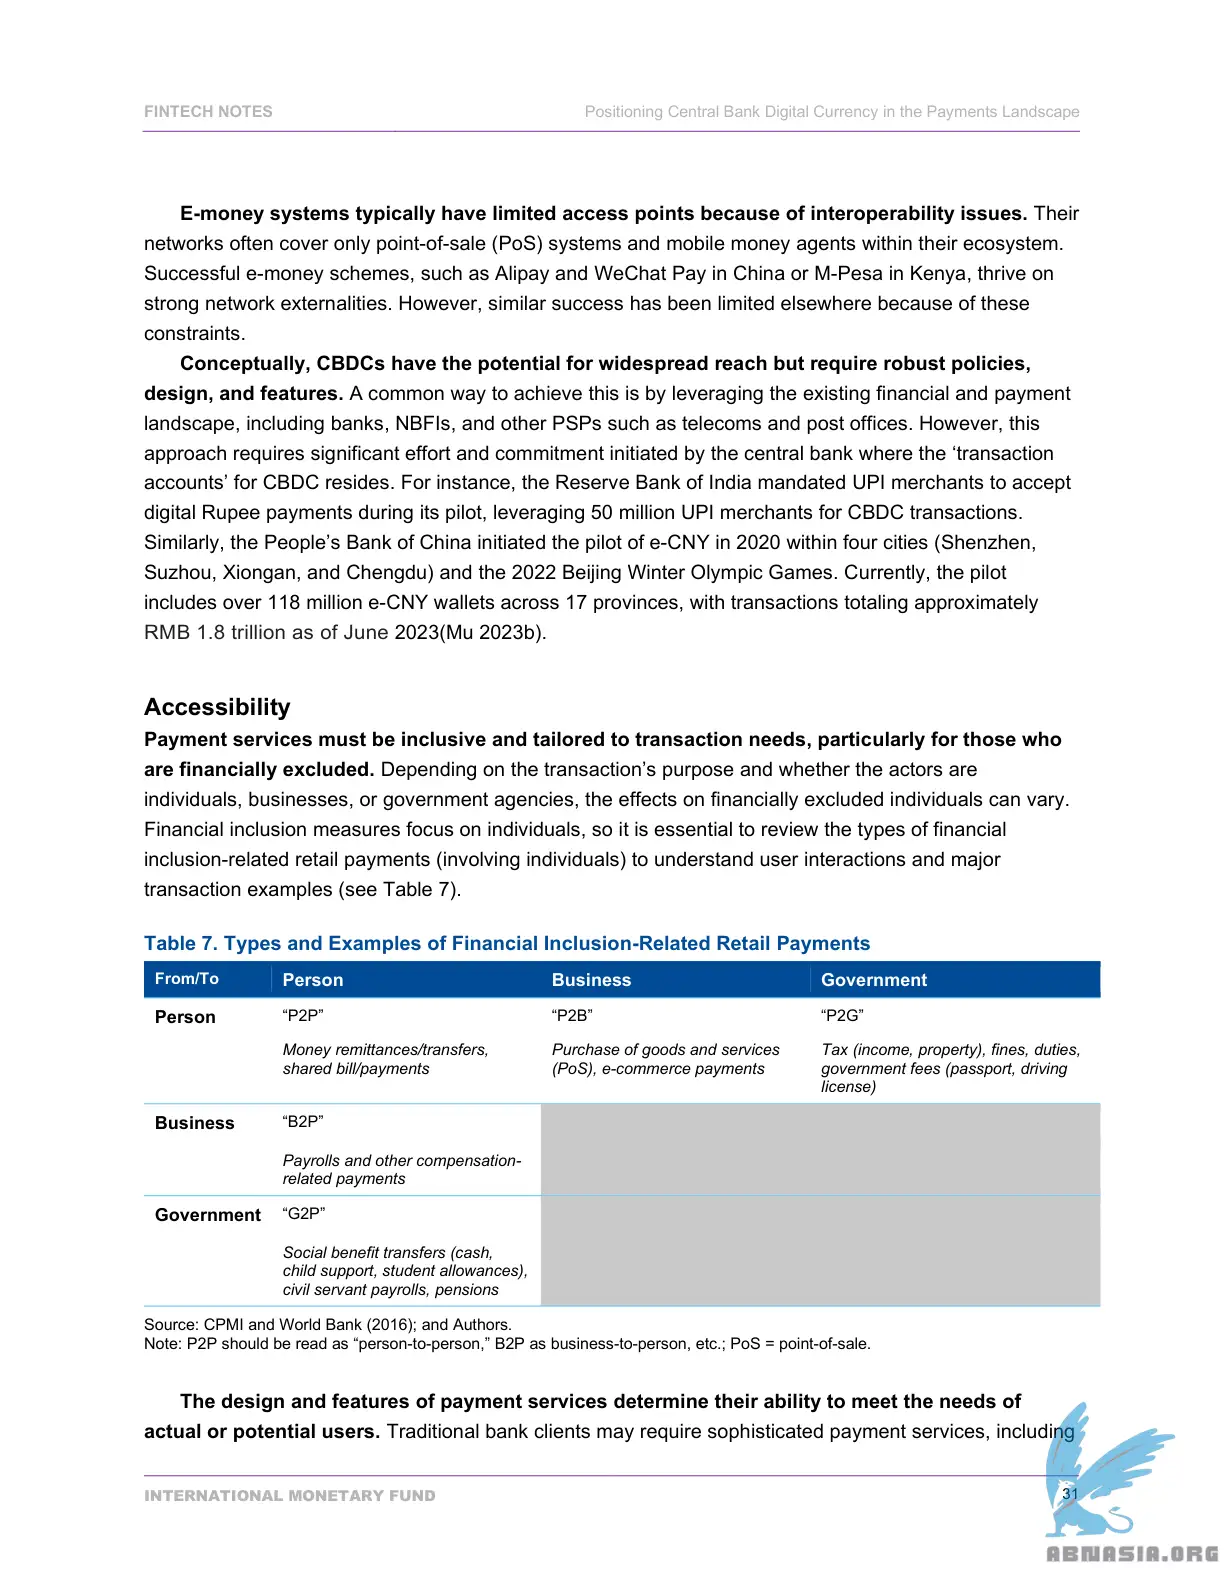 FINTECH NOTES
Positioning Central Bank Digital Currency in the Payments Landscape
E-money systems typically have limited access points because of interoperability issues. Their
networks often cover only point-of-sale (PoS) systems and mobile money agents within their ecosystem.
Successful e-money schemes, such as Alipay and WeChat Pay in China or M-Pesa in Kenya, thrive on
strong network externalities. However, similar success has been limited elsewhere because of these
constraints.
Conceptually, CBDCs have the potential for widespread reach but require robust policies,
design, and features. A common way to achieve this is by leveraging the existing financial and payment
landscape, including banks, NBFIs, and other PSPs such as telecoms and post offices. However, this
approach requires significant effort and commitment initiated by the central bank where the ‘transaction
accounts’ for CBDC resides. For instance, the Reserve Bank of India mandated UPI merchants to accept
digital Rupee payments during its pilot, leveraging 50 million UPI merchants for CBDC transactions.
Similarly, the People’s Bank of China initiated the pilot of e-CNY in 2020 within four cities (Shenzhen,
Suzhou, Xiongan, and Chengdu) and the 2022 Beijing Winter Olympic Games. Currently, the pilot
includes over 118 million e-CNY wallets across 17 provinces, with transactions totaling approximately
RMB 1.8 trillion as of June 2023(Mu 2023b).
Accessibility
Payment services must be inclusive and tailored to transaction needs, particularly for those who
are financially excluded. Depending on the transaction’s purpose and whether the actors are
individuals, businesses, or government agencies, the effects on financially excluded individuals can vary.
Financial inclusion measures focus on individuals, so it is essential to review the types of financial
inclusion-related retail payments (involving individuals) to understand user interactions and major
transaction examples (see Table 7).
Table 7. Types and Examples of Financial Inclusion-Related Retail Payments
From/To Person Business Government
Person “P2P” “P2B” “P2G”
Money remittances/transfers, Purchase of goods and services Tax (income, property), fines, duties,
shared bill/payments (PoS), e-commerce payments government fees (passport, driving
license)
Business “B2P”
Payrolls and other compensation-
related payments
Government “G2P”
Social benefit transfers (cash,
child support, student allowances),
civil servant payrolls, pensions
Source: CPMI and World Bank (2016); and Authors.
Note: P2P should be read as “person-to-person,” B2P as business-to-person, etc.; PoS = point-of-sale.
The design and features of payment services determine their ability to meet the needs of
actual or potential users. Traditional bank clients may require sophisticated payment services, including
INTERNATIONAL MONETARY FUND
31
ABNASIA.ORG